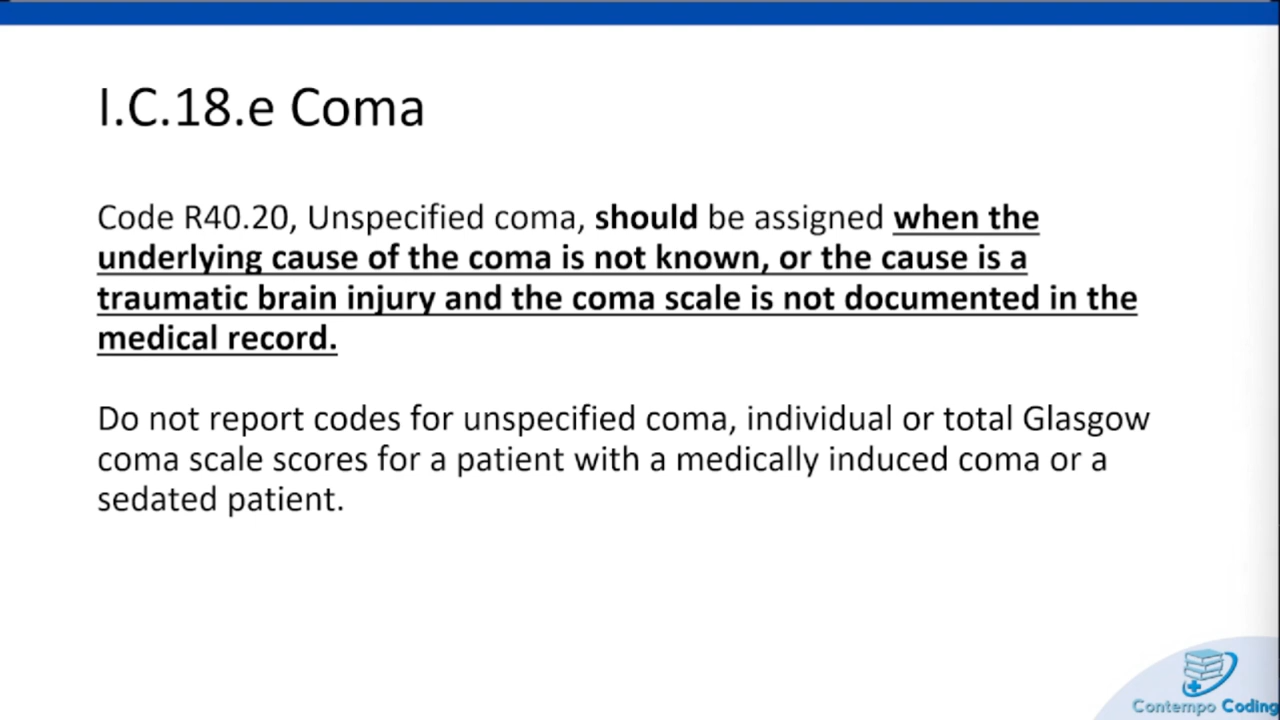 I.C.18.e Coma
Code R40.20, Unspecified coma, should be assigned when the
underlying cause of the coma is not known, or the cause is a
traumatic brain injury and the coma scale is not documented in the
medical record.
Do not report codes for unspecified coma, individual or total Glasgow
coma scale scores for a patient with a medically induced coma or a
sedated patient.
Contempo Coding